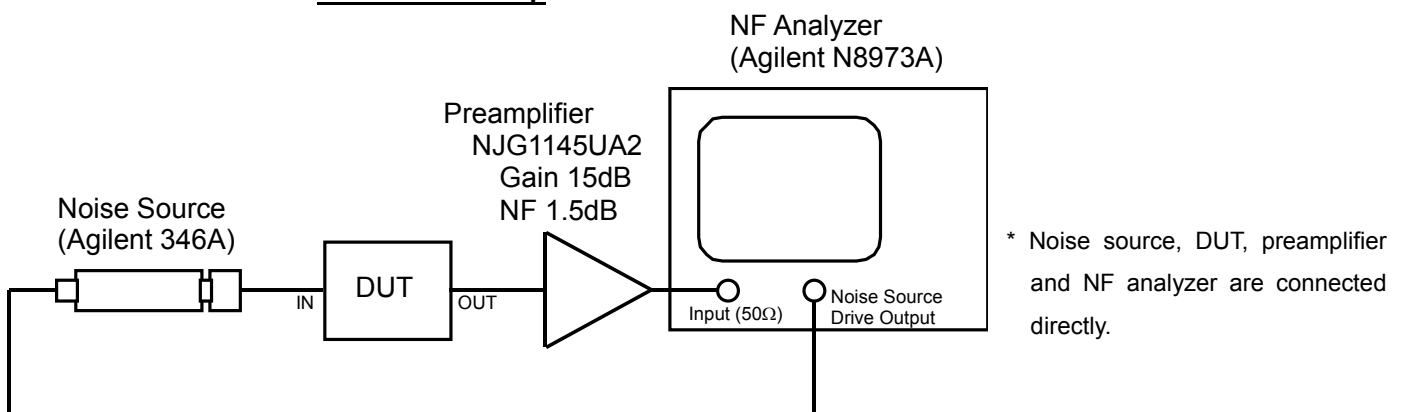 NF Analyzer
(Agilent N8973A)
Preamplifier
NJG1145UA2
Gain 15dB
NF 1.5dB
Noise Source
(Agilent 346A)
IN
DUT
OUT
Input (50Ω)
Noise Source
Drive Output
* Noise source, DUT, preamplifier
and NF analyzer are connected
directly.